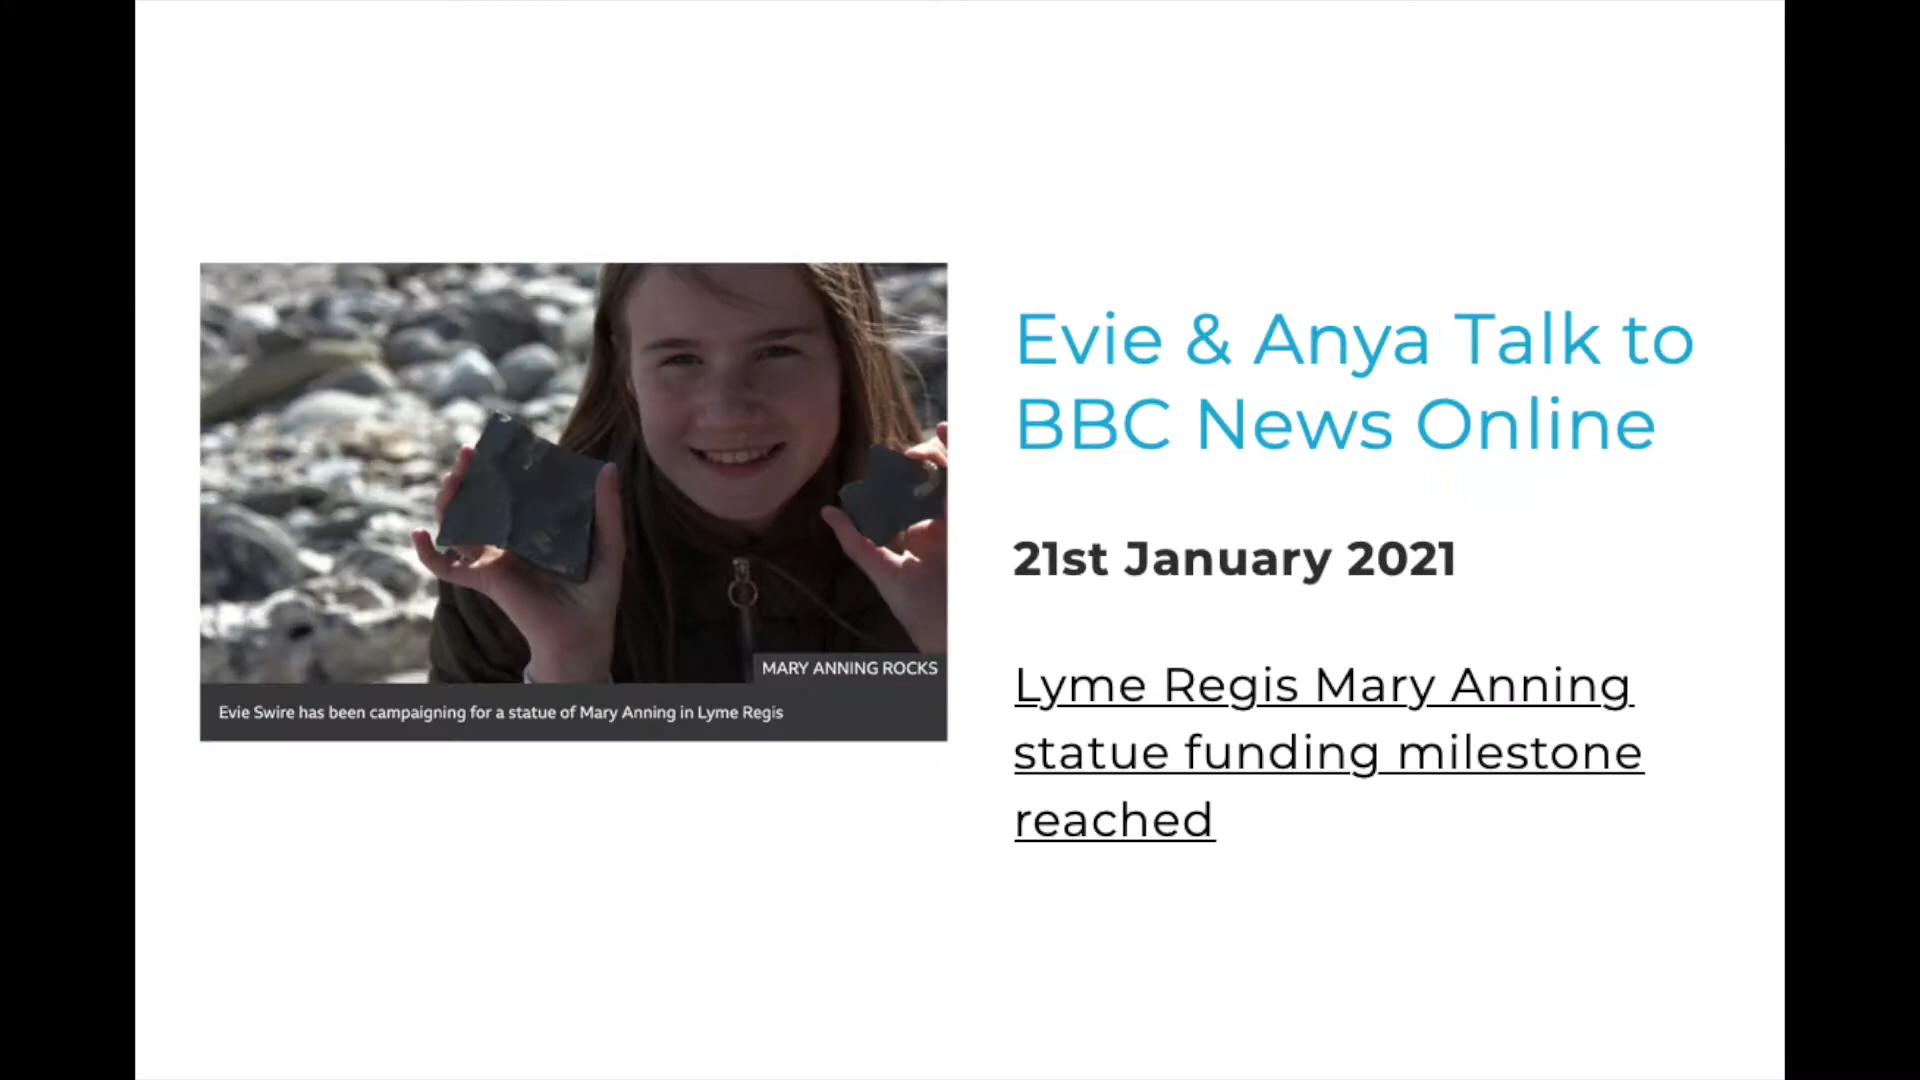 MARY ANNING ROCKS
Evie Swire has been campaigning for a statue of Mary Anning in Lyme Regis
Evie & Anya Talk to
BBC News Online
21st January 2021
Lyme Regis Mary Anning
statue funding milestone
reached